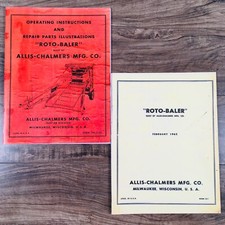 OPERATING INSTRUCTIONS
AND
REPAIR PARTS ILLUSTRATIONS
"ROTO-BALER"
ALLIS-CHALMERS MFG. CO.
ALLIS-CHALMERS MFG. CO.
MILWAUKEE, WISCONSIN, U. S. A.
"ROTO-BALER"
FEBRUARY
ALLIS-CHALMERS MFG. CO.
MILWAUKEE, WISCONSIN, U. S. A.